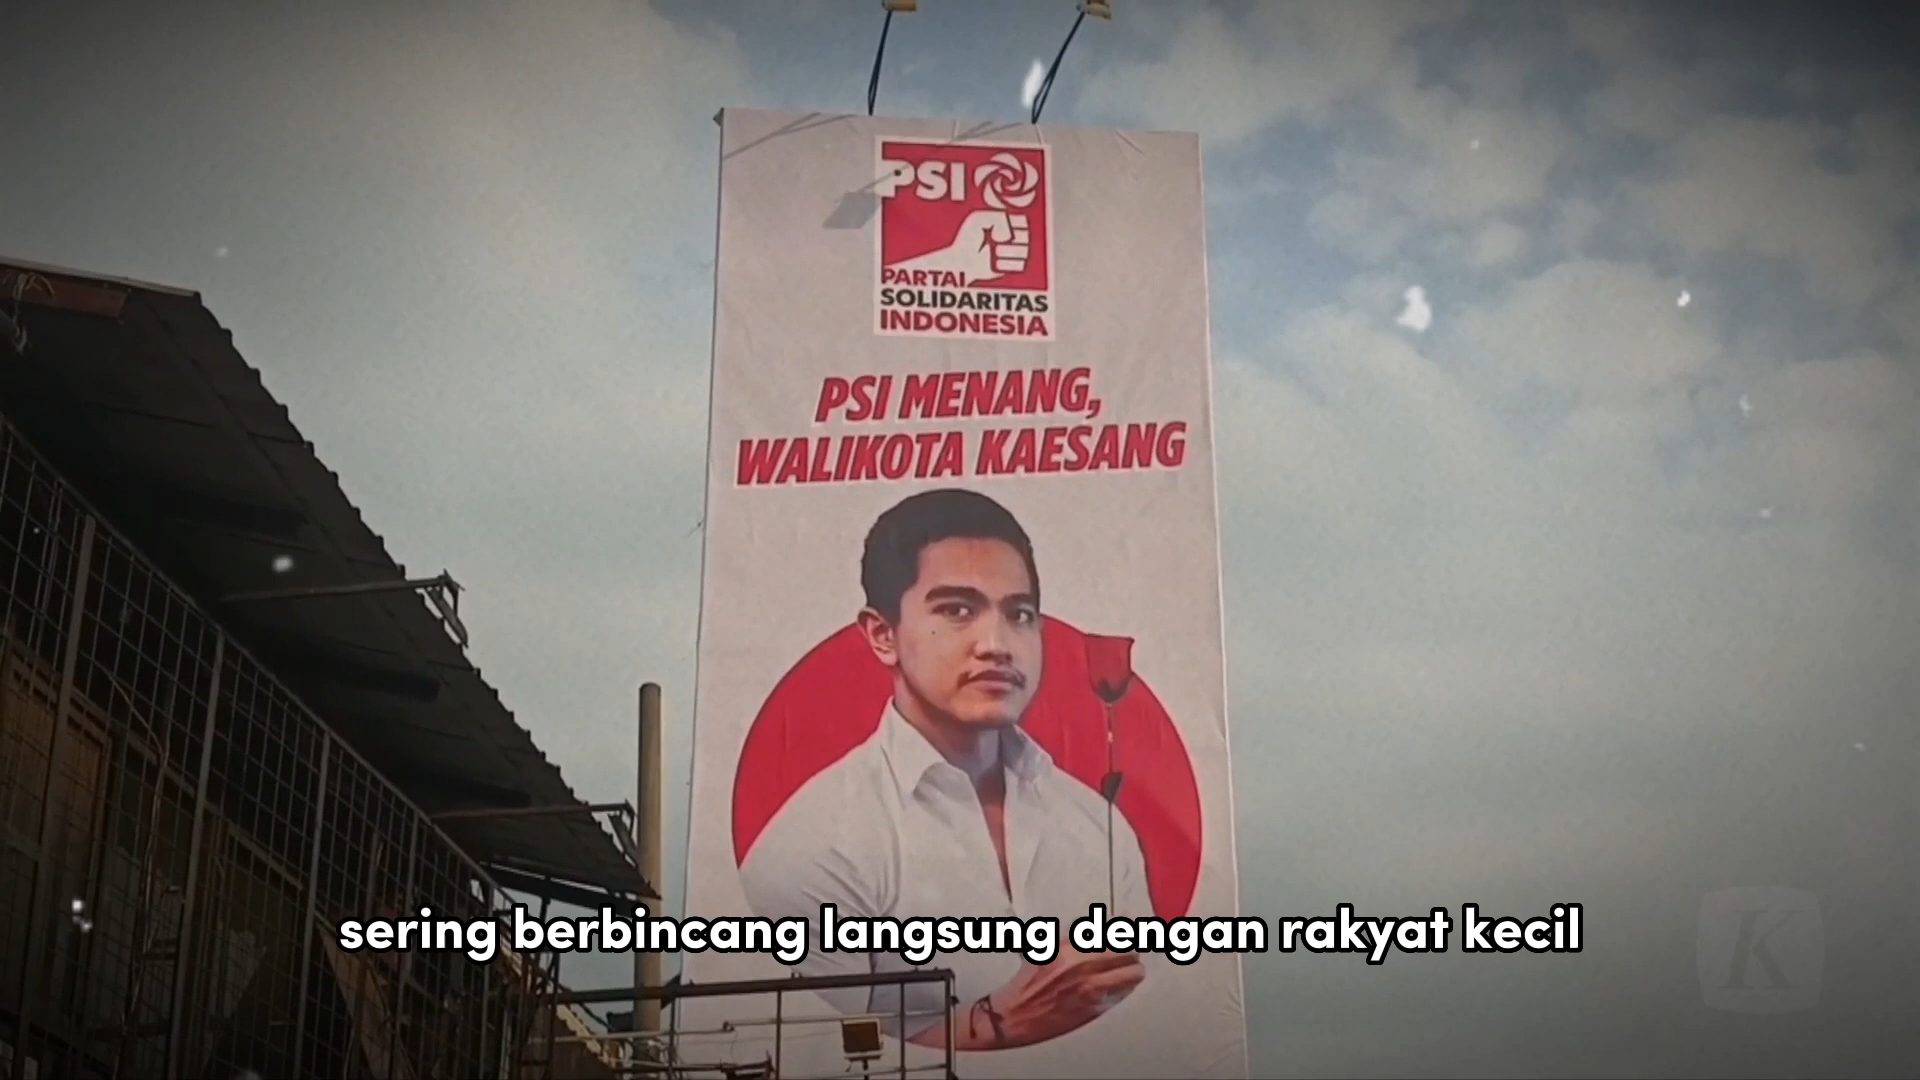 PSI
PARTAI
SOLIDARITAS
INDONESIA
PSI MENANG,
WALIKOTA KAESANG
sering berbincang langsung dengan rakyat kecil
K